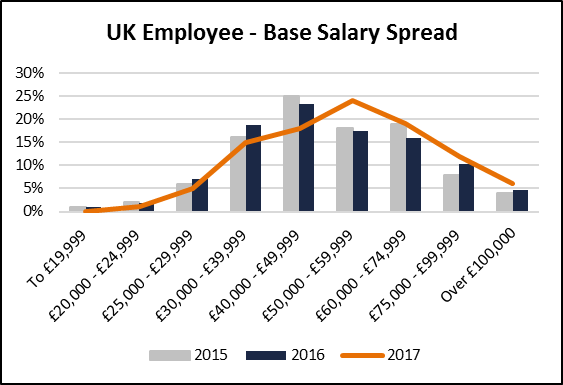 UK Employee - Base Salary Spread
30%
25%
20%
15%
10%
5%
0%
To £19,999
£20,000 - £24,999
£25,000 - £29,999
£30,000 - £39,999
£40,000 - £49,999
£50,000 - £59,999
£60,000 - £74,999
£75,000 - £99,999
Over £100,000
2015 2016 2017